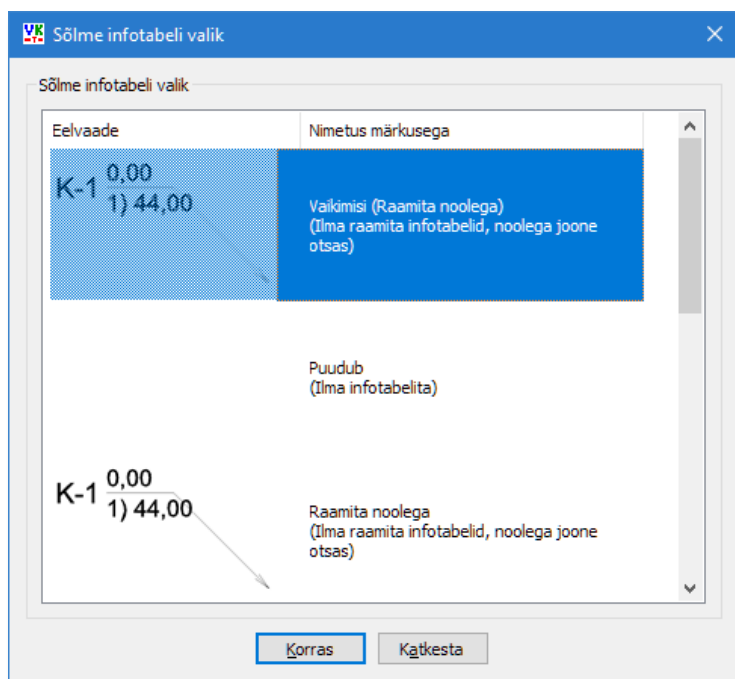 Sõlme infotabeli valik
Sõlme infotabeli valik
Eelvaade Nimetus märkusega
K-1 0,00
1) 44,00
Vaikimisi (Raamita noolega)
(Ilma raamita infotabelid, noolega joone
otsas)
Puudub
(Ilma infotabelita)
K-1 0,00
1) 44,00
Raamita noolega
(Ilma raamita infotabelid, noolega joone
otsas)
Korras Katkesta